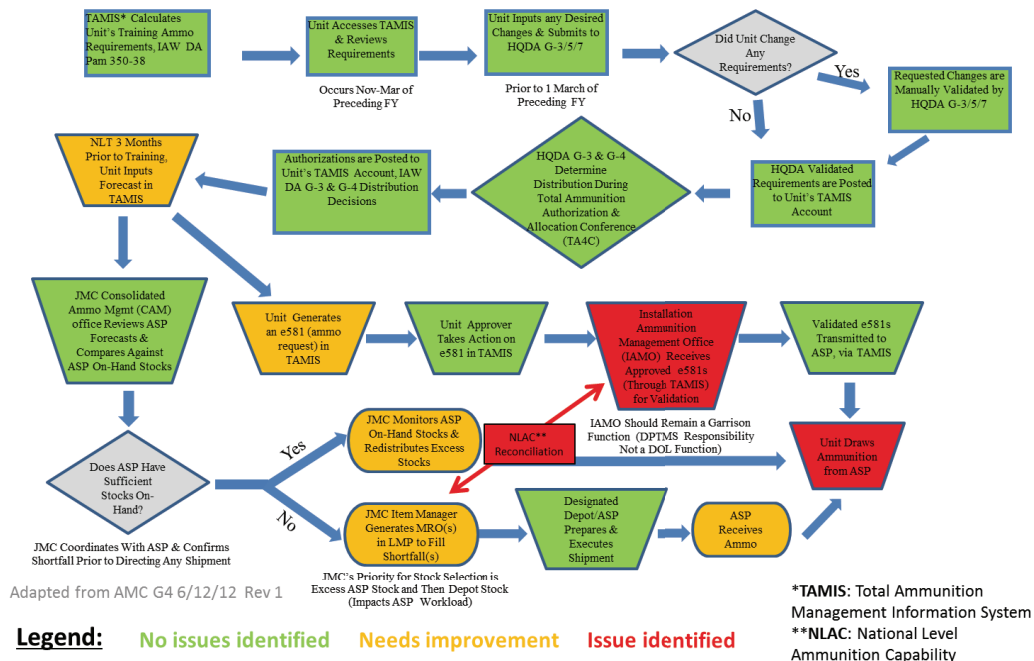 TAMIS* Calculates
Unit's Training Ammo
Requirements, IAW DA
Pam 350-38
Unit Accesses TAMIS
& Reviews
Requirements
Occurs Nov-Mar of
Preceding FY
Unit Inputs any Desired
Changes & Submits to
HQDA G-3/5/7
Prior to 1 March of
Preceding FY
Did Unit Change
Any
Requirements?
Yes
No
Requested Changes are
Manually Validated by
HQDA G-3/5/7
HQDA Validated
Requirements are Posted
to Unit's TAMIS
Account
HQDA G-3 & G-4
Determine
Distribution During
Total Ammunition
Authorization &
Allocation Conference
(TA4C)
Authorizations are Posted to
Unit's TAMIS Account, IAW
DA G-3 & G-4 Distribution
Decisions
NLT 3 Months
Prior to Training,
Unit Inputs
Forecast in
TAMIS
JMC Consolidated
Ammo Mgmt (CAM)
office Reviews ASP
Forecasts &
Compares Against
ASP On-Hand Stocks
Unit Generates
an e581 (ammo
request) in
TAMIS
Unit Approver
Takes Action on
e581 in TAMIS
Installation
Ammunition
Management Office
(IAMO) Receives
Approved e581s
(Through TAMIS)
for Validation
Validated e581s
Transmitted to
ASP, via TAMIS
IAMO Should Remain a Garrison
Function (DPTMS Responsibility
Not a DOL Function)
Does ASP Have
Sufficient
Stocks On-
Hand?
JMC Coordinates With ASP & Confirms
Shortfall Prior to Directing Any Shipment
Yes
No
JMC Monitors ASP
On-Hand Stocks &
Redistributes Excess
Stocks
NLAC**
Reconciliation
Unit Draws
Ammunition
from ASP
JMC Item Manager
Generates MRO(s)
in LMP to Fill
Shortfall(s)
JMC's Priority for Stock Selection is
Excess ASP Stock and Then Depot Stock
(Impacts ASP Workload)
Designated
Depot/ASP
Prepares &
Executes
Shipment
ASP
Receives
Ammo
Adapted from AMC G4 6/12/12 Rev 1
*TAMIS: Total Ammunition
Management Information System
**NLAC: National Level
Ammunition Capability
Legend: No issues identified Needs improvement Issue identified